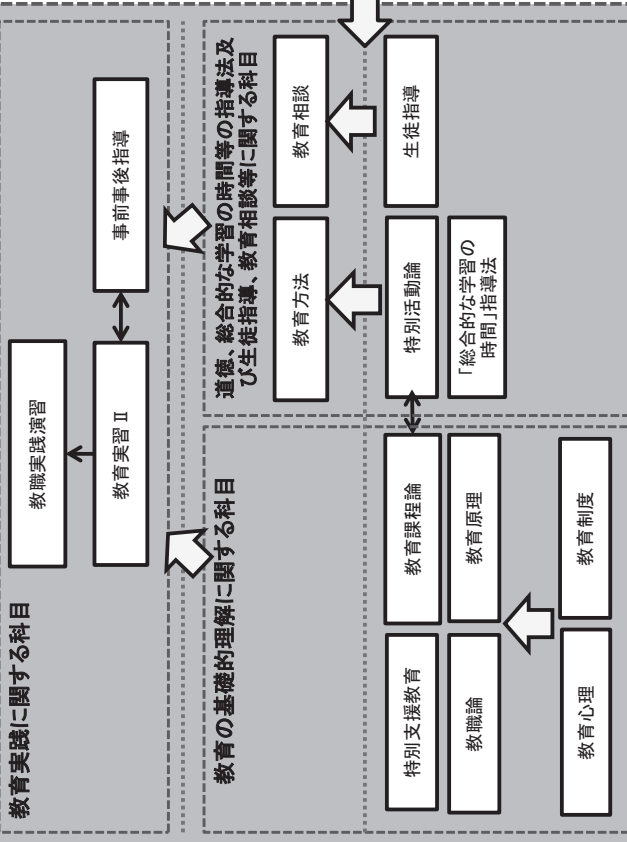 教育実践に関する科目
教職実践演習
教育実習Ⅱ
事前事後指導
教育の基礎的理解に関する科目
特別支援教育
教育課程論
教職論
教育原理
教育心理
教育制度
道徳、総合的な学習の時間等の指導法及
び生徒指導、教育相談等に関する科目
教育方法
教育相談
特別活動論
生徒指導
「総合的な学習の
時間」指導法